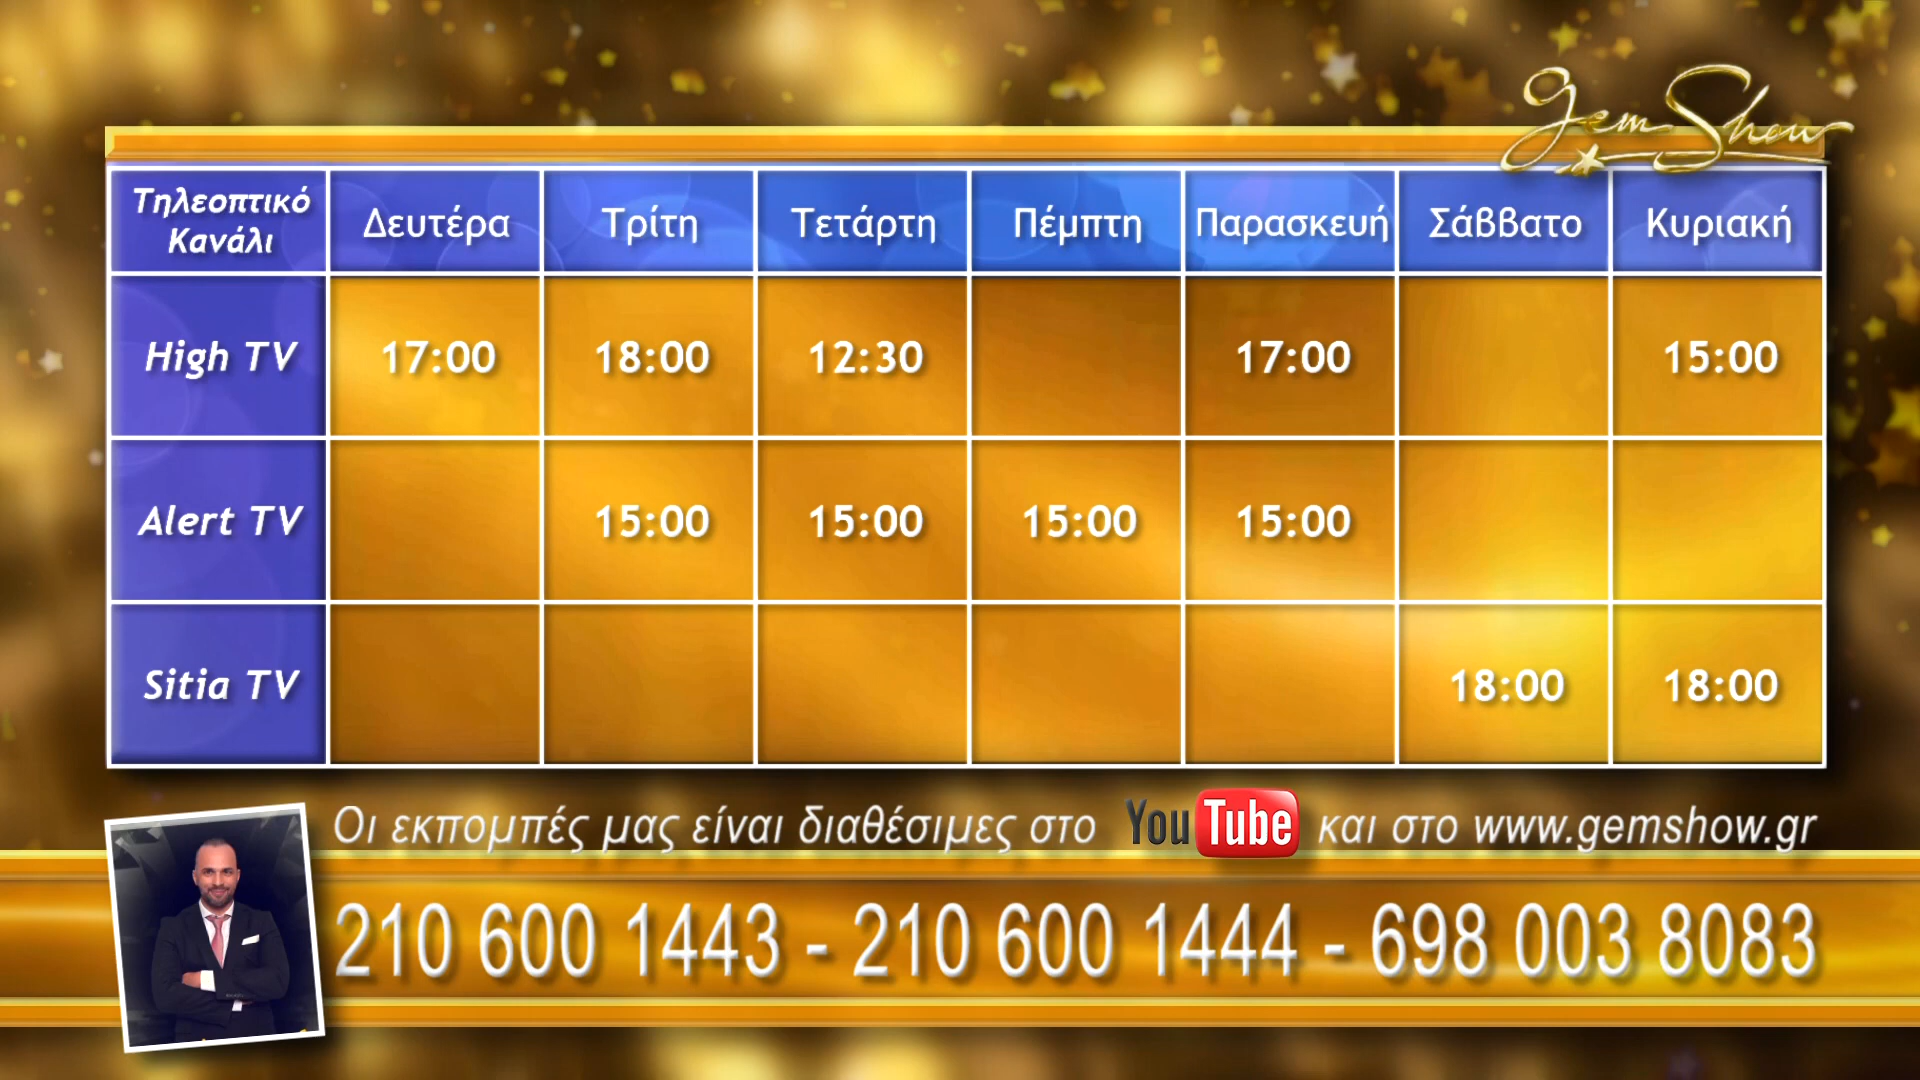 gem Show
Τηλεοπτικό
Κανάλι
Δευτέρα Τρίτη Τετάρτη Πέμπτη Παρασκευή Σάββατο Κυριακή
High TV 17:00 18:00 12:30 17:00 15:00
Alert TV 15:00 15:00 15:00 15:00
Sitia TV 18:00 18:00
Οι εκπομπές μας είναι διαθέσιμες στο YouTube και στο www.gemshow.gr
210 600 1443 - 210 600 1444 - 698 003 8083